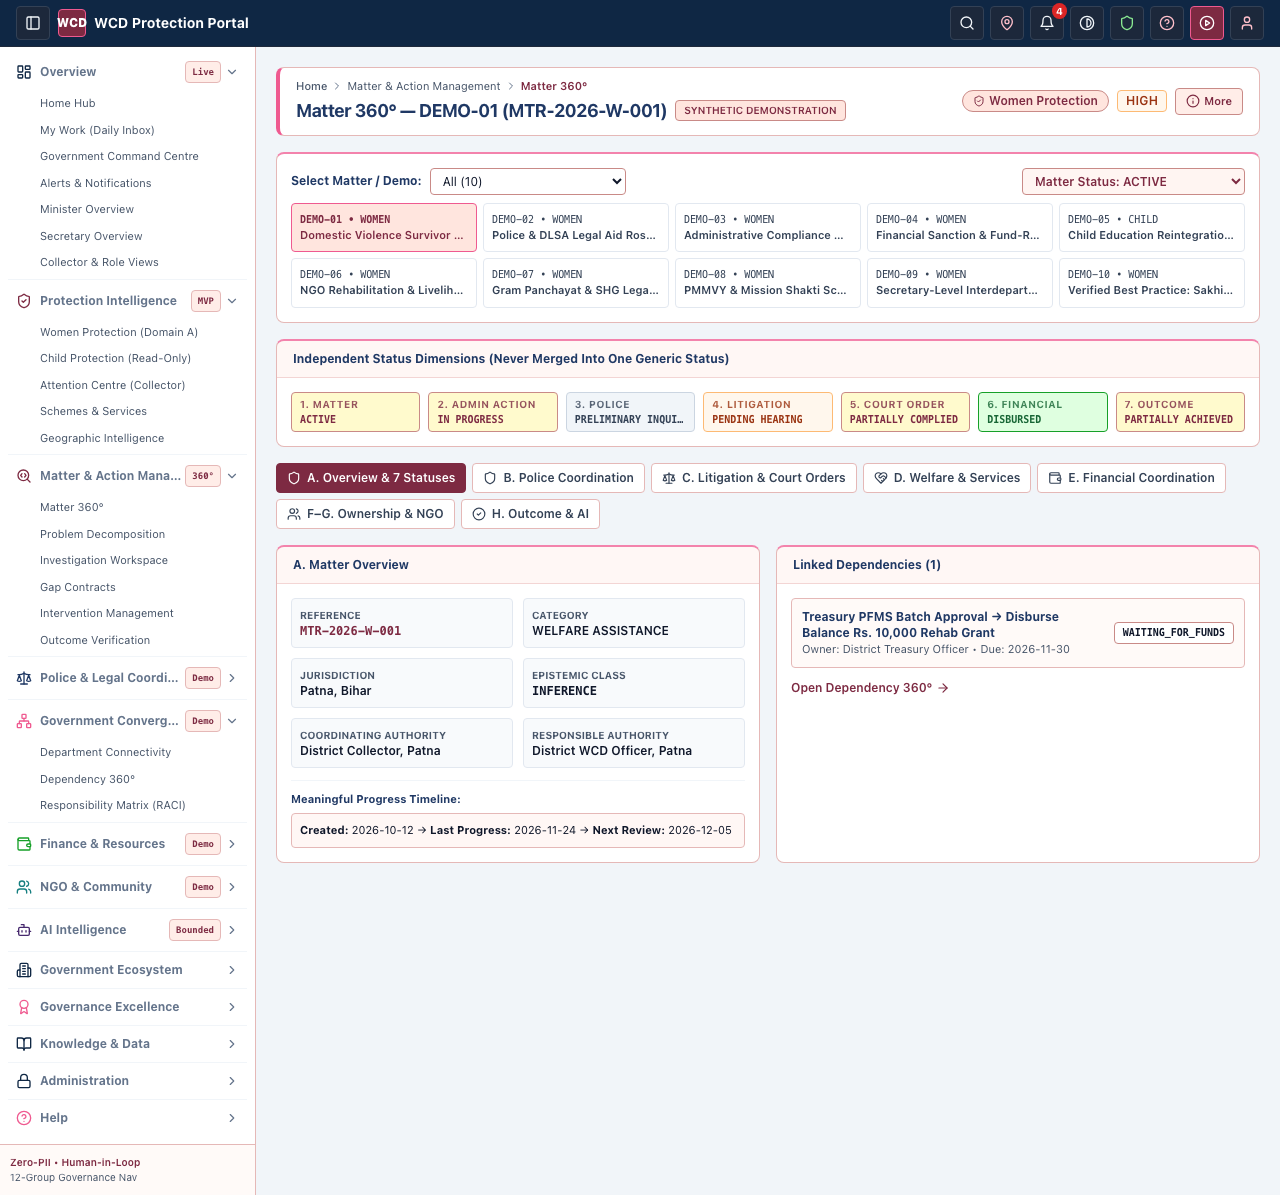 WCD WCD Protection Portal
4
Overview Live
Home Hub
My Work (Daily Inbox)
Government Command Centre
Alerts & Notifications
Minister Overview
Secretary Overview
Collector & Role Views
Protection Intelligence MVP
Women Protection (Domain A)
Child Protection (Read-Only)
Attention Centre (Collector)
Schemes & Services
Geographic Intelligence
Matter & Action Mana... 360°
Matter 360°
Problem Decomposition
Investigation Workspace
Gap Contracts
Intervention Management
Outcome Verification
Police & Legal Coordi... Demo
Government Converg... Demo
Department Connectivity
Dependency 360°
Responsibility Matrix (RACI)
Finance & Resources Demo
NGO & Community Demo
AI Intelligence Bounded
Government Ecosystem
Governance Excellence
Knowledge & Data
Administration
Help
Zero-PII • Human-in-Loop
12-Group Governance Nav
Home > Matter & Action Management > Matter 360°
Matter 360° — DEMO-01 (MTR-2026-W-001) SYNTHETIC DEMONSTRATION
Women Protection HIGH More
Select Matter / Demo: All (10) Matter Status: ACTIVE
DEMO-01 • WOMEN
Domestic Violence Survivor ...
DEMO-02 • WOMEN
Police & DLSA Legal Aid Ros...
DEMO-03 • WOMEN
Administrative Compliance ...
DEMO-04 • WOMEN
Financial Sanction & Fund-R...
DEMO-05 • CHILD
Child Education Reintegratio...
DEMO-06 • WOMEN
NGO Rehabilitation & Livelih...
DEMO-07 • WOMEN
Gram Panchayat & SHG Lega...
DEMO-08 • WOMEN
PMMVY & Mission Shakti Sc...
DEMO-09 • WOMEN
Secretary-Level Interdepart...
DEMO-10 • WOMEN
Verified Best Practice: Sakhi...
Independent Status Dimensions (Never Merged Into One Generic Status)
1. MATTER
ACTIVE
2. ADMIN ACTION
IN PROGRESS
3. POLICE
PRELIMINARY INQUI...
4. LITIGATION
PENDING HEARING
5. COURT ORDER
PARTIALLY COMPLIED
6. FINANCIAL
DISBURSED
7. OUTCOME
PARTIALLY ACHIEVED
A. Overview & 7 Statuses
B. Police Coordination
C. Litigation & Court Orders
D. Welfare & Services
E. Financial Coordination
F–G. Ownership & NGO
H. Outcome & AI
A. Matter Overview
REFERENCE
MTR-2026-W-001
CATEGORY
WELFARE ASSISTANCE
JURISDICTION
Patna, Bihar
EPISTEMIC CLASS
INFERENCE
COORDINATING AUTHORITY
District Collector, Patna
RESPONSIBLE AUTHORITY
District WCD Officer, Patna
Meaningful Progress Timeline:
Created: 2026-10-12 → Last Progress: 2026-11-24 → Next Review: 2026-12-05
Linked Dependencies (1)
Treasury PFMS Batch Approval → Disburse
Balance Rs. 10,000 Rehab Grant
Owner: District Treasury Officer • Due: 2026-11-30
WAITING_FOR_FUNDS
Open Dependency 360° →